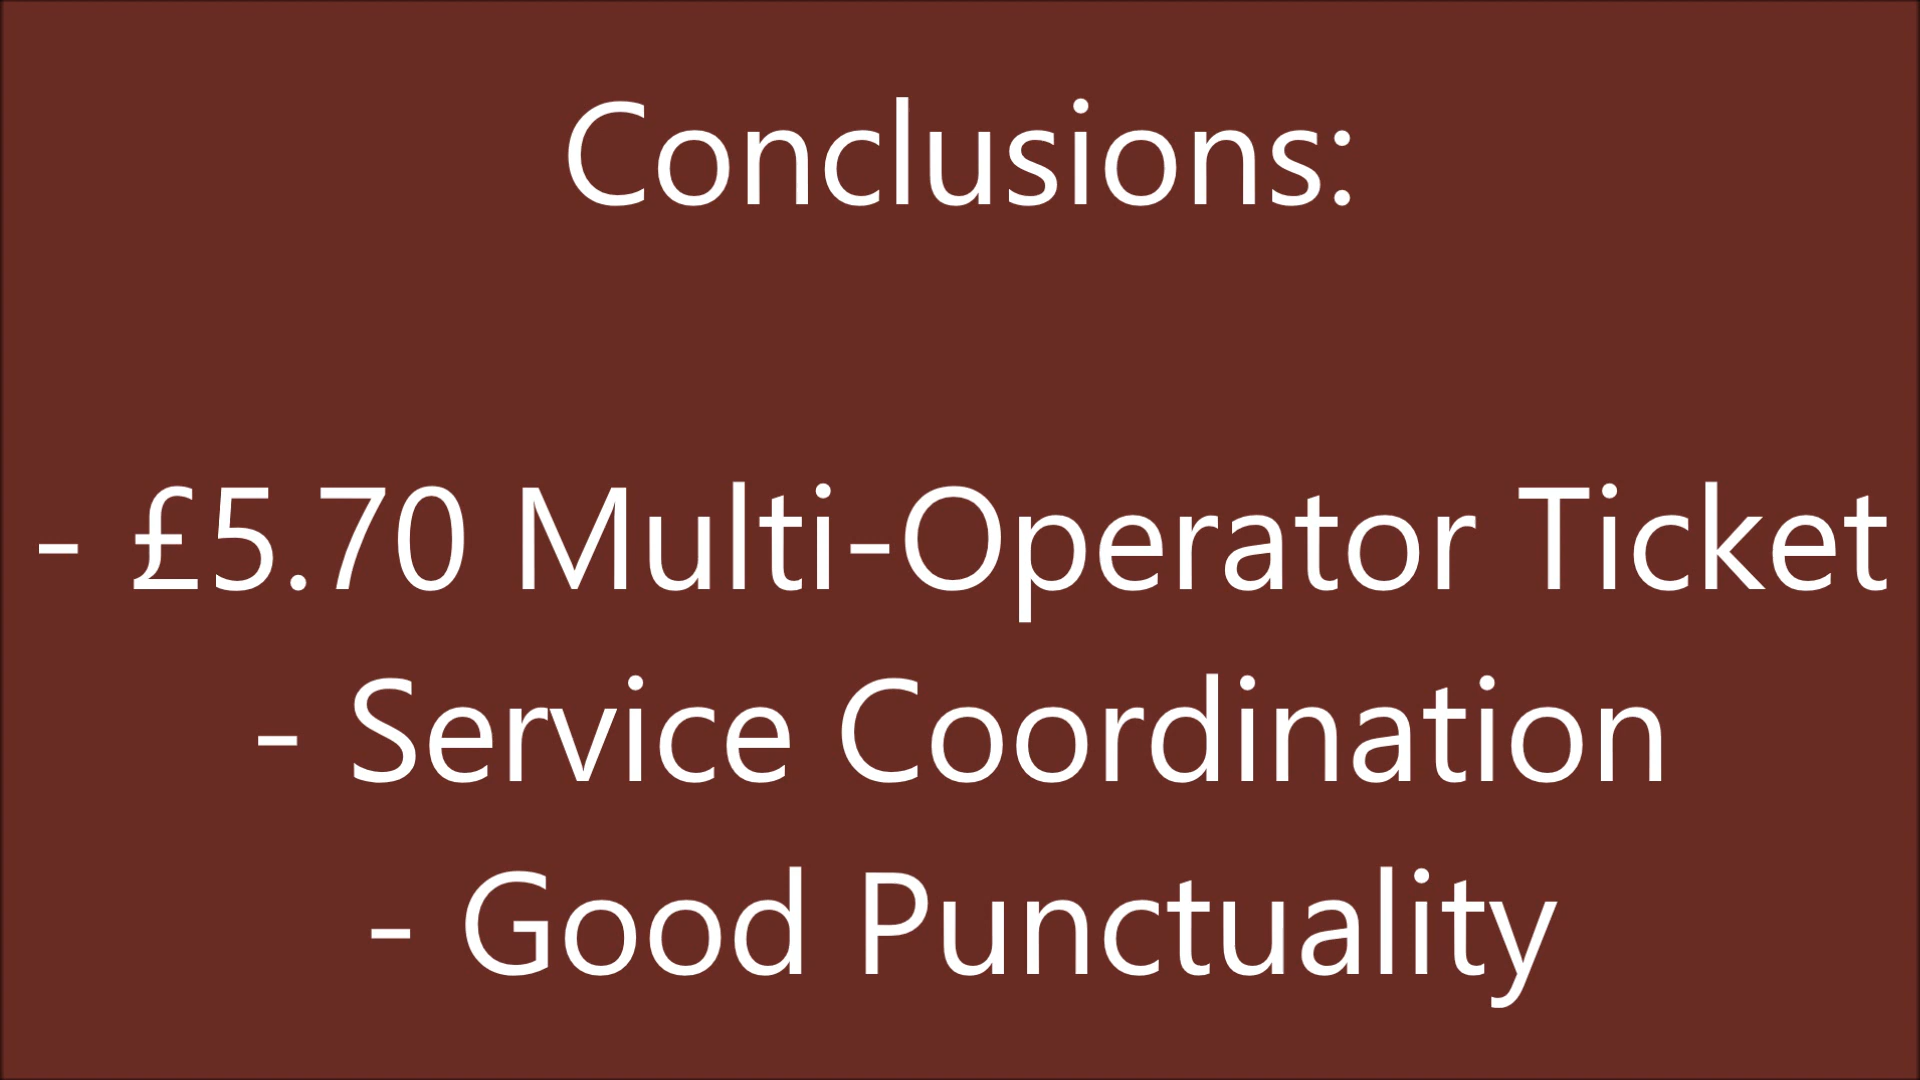 Conclusions:
- £5.70 Multi-Operator Ticket
- Service Coordination
- Good Punctuality